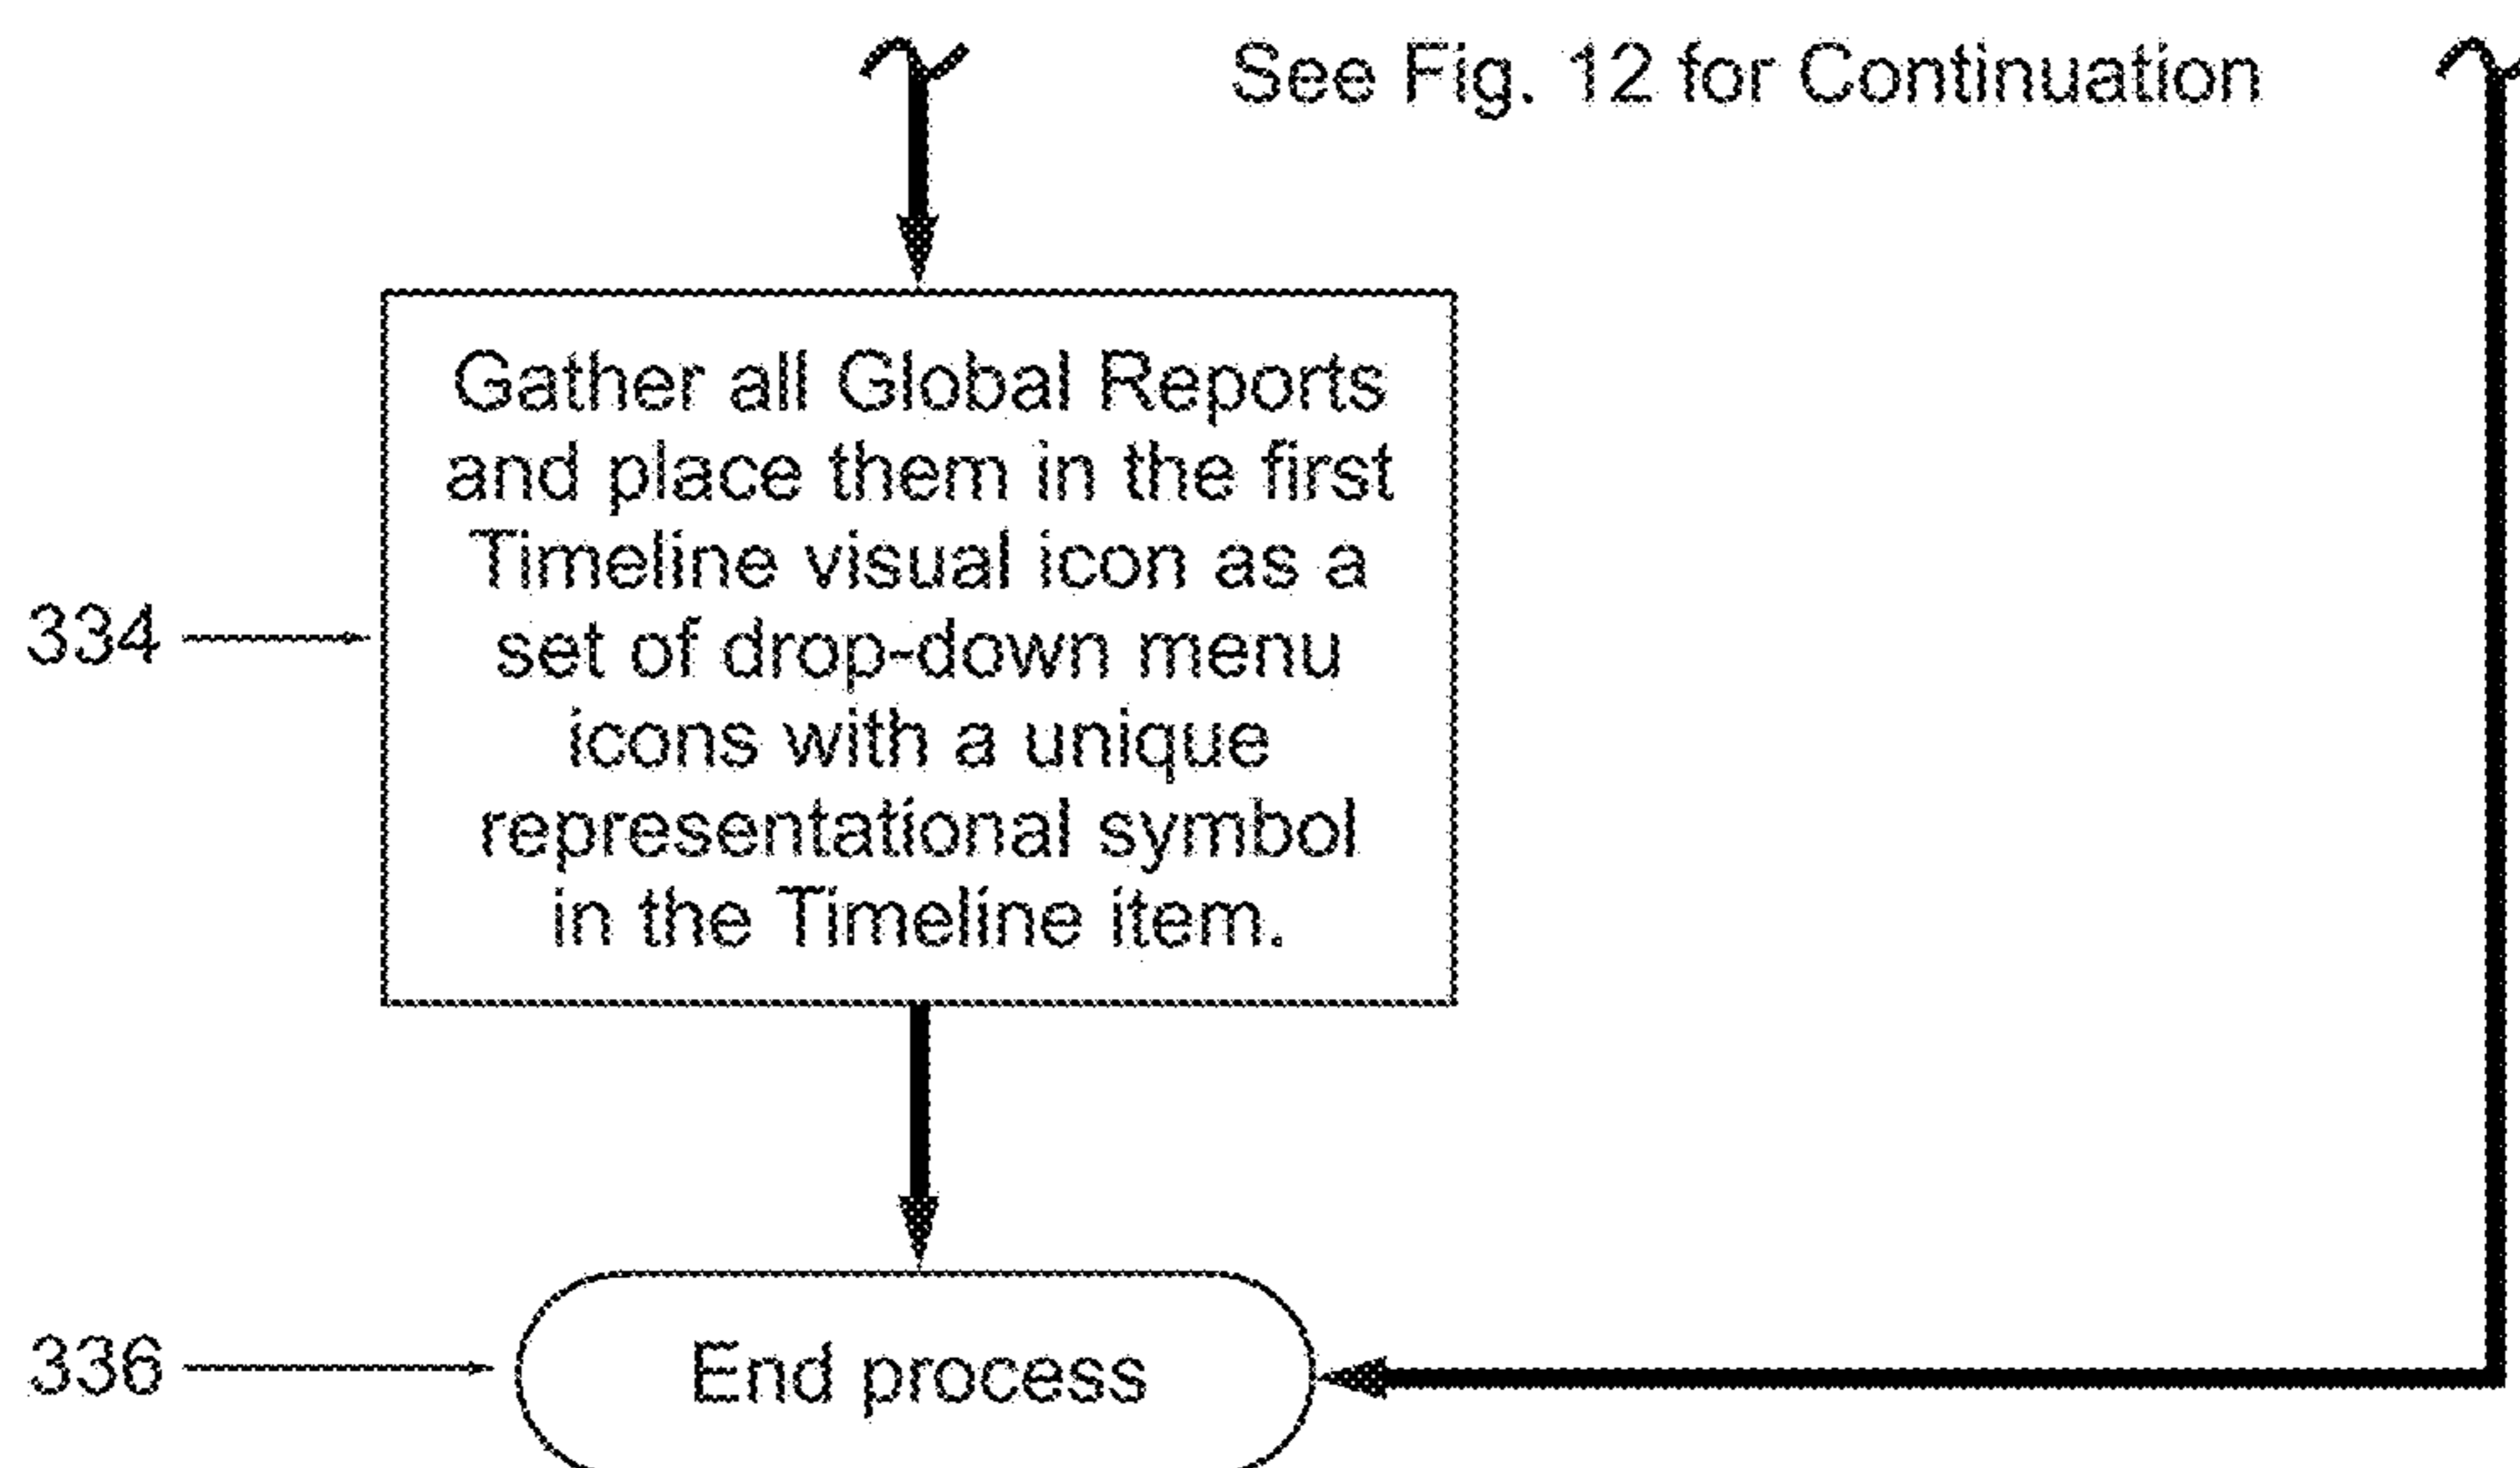 See Fig. 12 for Continuation
Gather all Global Reports
and place them in the first
Timeline visual icon as a
set of drop-down menu
icons with a unique
representational symbol
in the Timeline item.
334
End process
336